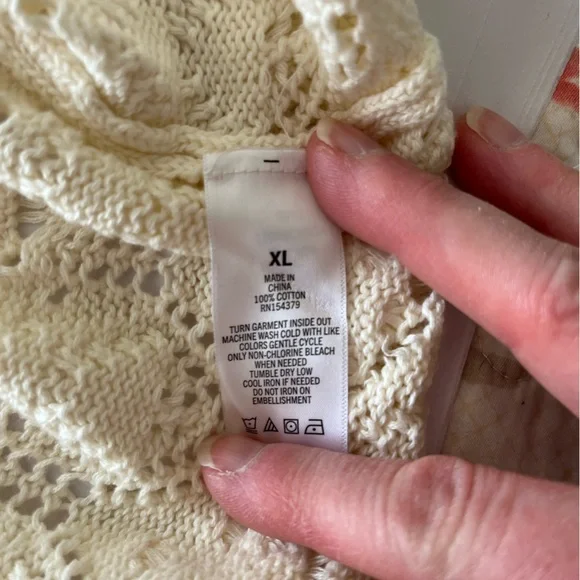 XL
MADE IN
CHINA
100% COTTON
RN154379
TURN GARMENT INSIDE OUT
MACHINE WASH COLD WITH LIKE
COLORS GENTLE CYCLE
ONLY NON-CHLORINE BLEACH
WHEN NEEDED
TUMBLE DRY LOW
COOL IRON IF NEEDED
DO NOT IRON ON
EMBELLISHMENT